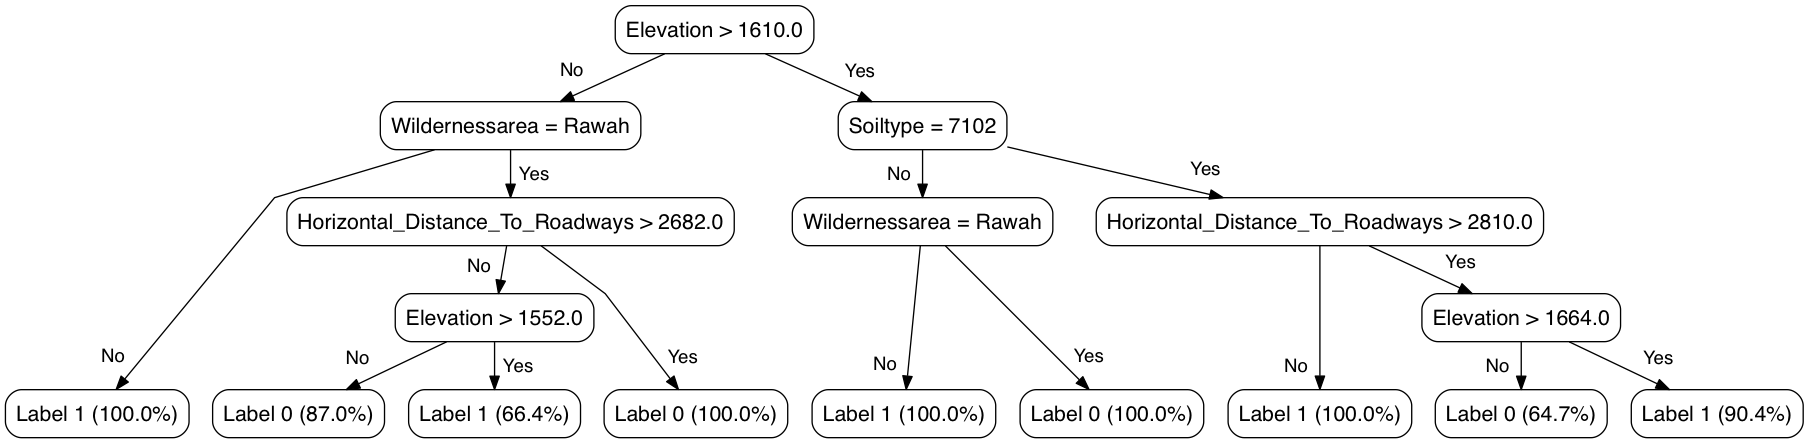 Elevation > 1610.0
No
Yes
Wildernessarea = Rawah
Soiltype = 7102
Yes
No
Yes
Horizontal_Distance_To_Roadways > 2682.0
Wildernessarea = Rawah
Horizontal_Distance_To_Roadways > 2810.0
No
Yes
Elevation > 1552.0
Elevation > 1664.0
No
No
Yes
Yes
No
Yes
No
No
Yes
Label 1 (100.0%)
Label 0 (87.0%)
Label 1 (66.4%)
Label 0 (100.0%)
Label 1 (100.0%)
Label 0 (100.0%)
Label 1 (100.0%)
Label 0 (64.7%)
Label 1 (90.4%)